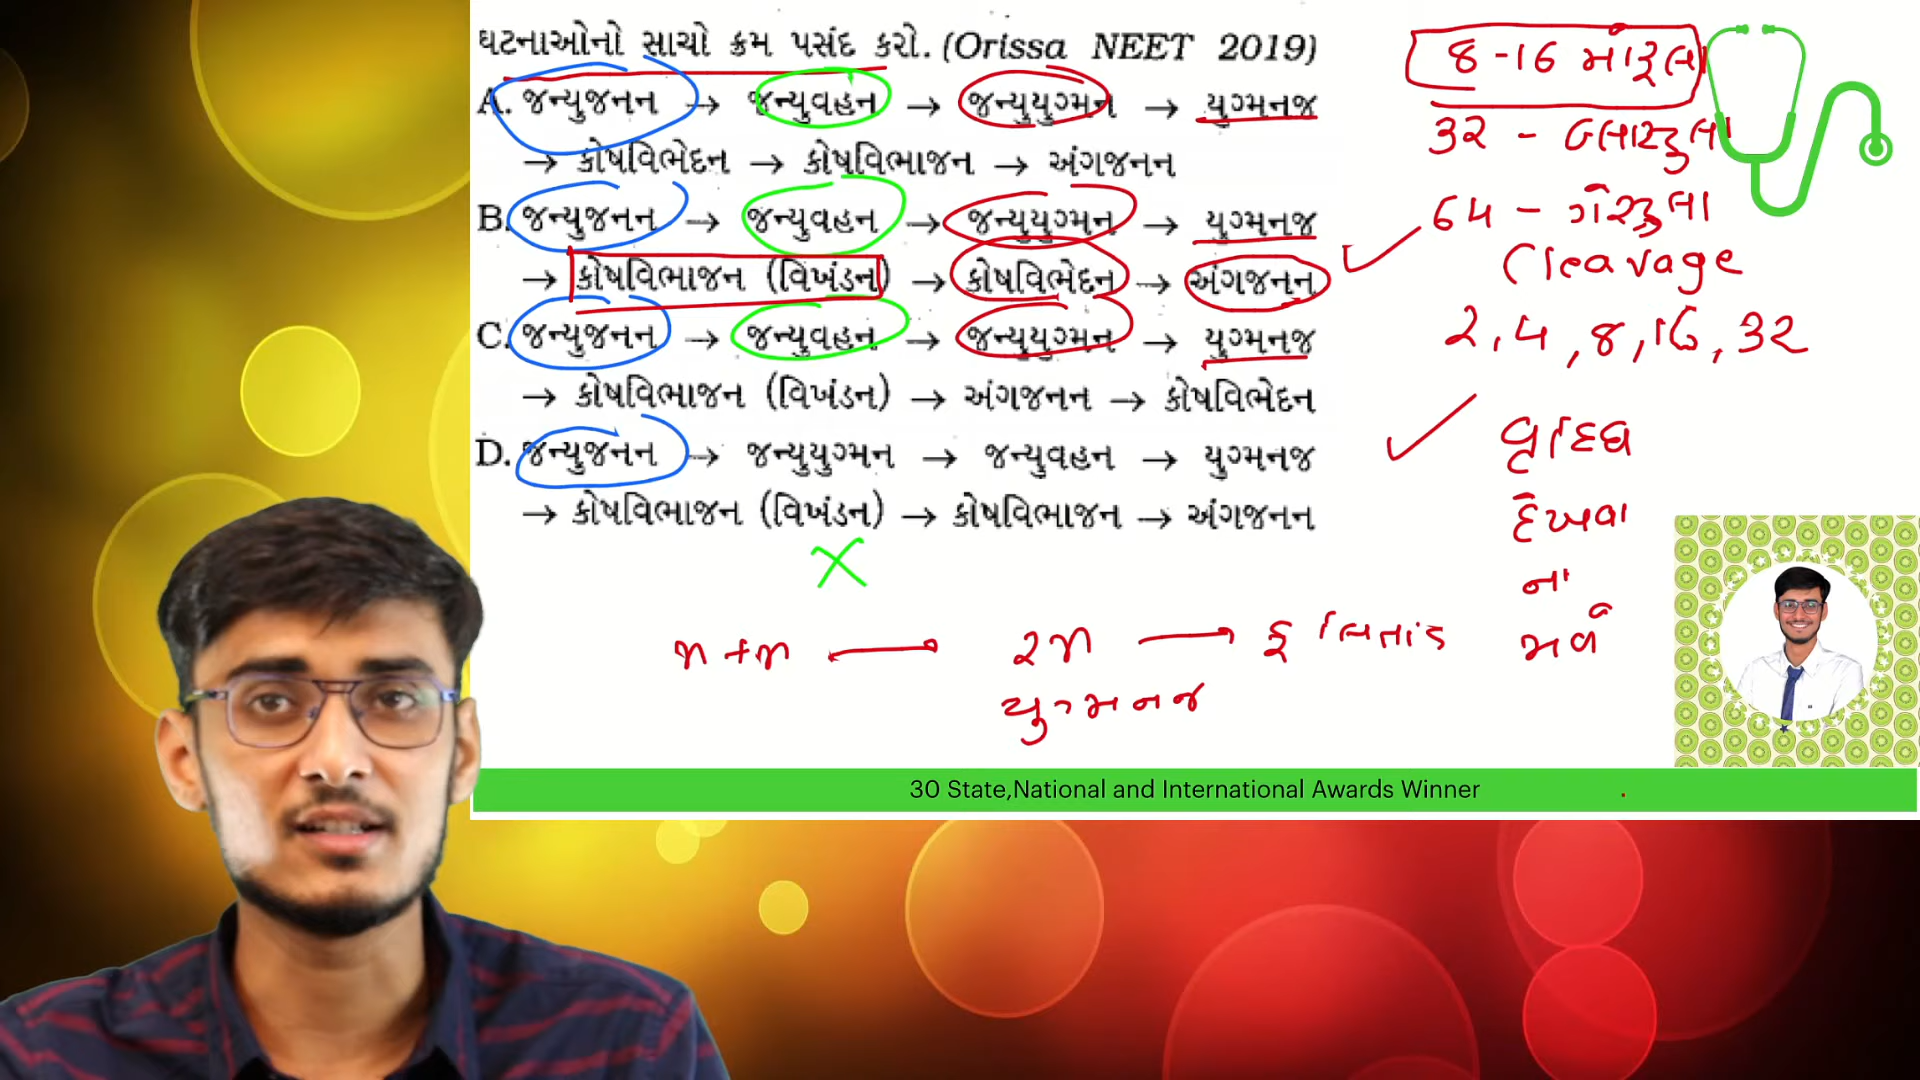 ઘટનાઓનો સાચો ક્રમ પસંદ કરો. (Orissa NEET 2019)
A. જન્યુજનન → જન્યુવહન → જન્યુયુગ્મન → યુગ્મનજ
→ કોષવિભેદન → કોષવિભાજન → અંગજનન
B. જન્યુજનન → જન્યુવહન → જન્યુયુગ્મન → યુગ્મનજ
→ કોષવિભાજન (વિખંડન) → કોષવિભેદન → અંગજનન
C. જન્યુજનન → જન્યુવહન → જન્યુયુગ્મન → યુગ્મનજ
→ કોષવિભાજન (વિખંડન) → અંગજનન → કોષવિભેદન
D. જન્યુજનન → જન્યુયુગ્મન → જન્યુવહન → યુગ્મનજ
→ કોષવિભાજન (વિખંડન) → કોષવિભાજન → અંગજનન
8 - 16 મોરૂલા
32 -
64 -
Cleavage
2, 4, 8, 16, 32
n + n → 2n →
યુગ્મનજ
30 State,National and International Awards Winner